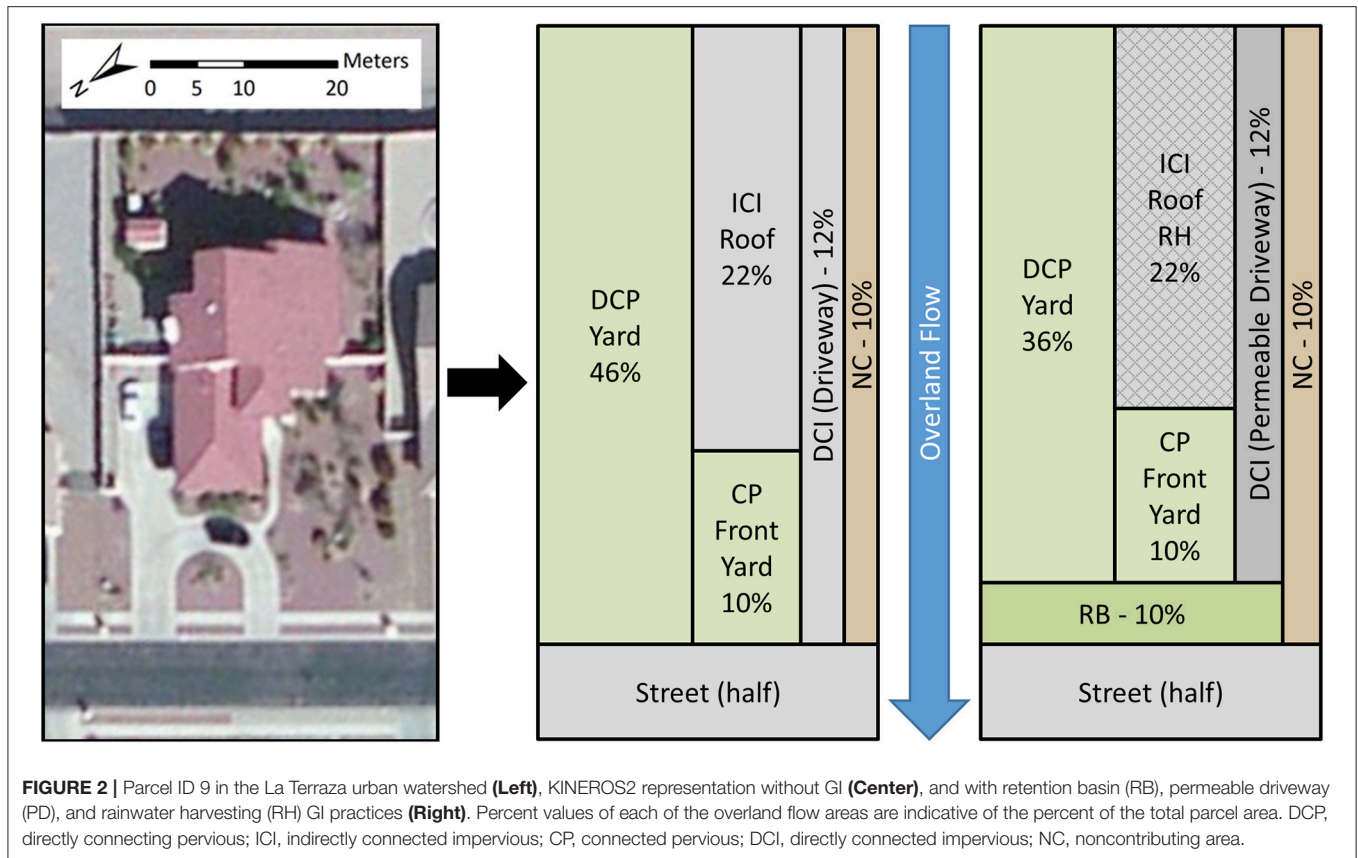 N
Meters
0 5 10 20
DCP
Yard
46%
ICI
Roof
22%
CP
Front
Yard
10%
DCI (Driveway) - 12%
NC - 10%
Street (half)
Overland Flow
DCP
Yard
36%
ICI
Roof
RH
22%
CP
Front
Yard
10%
DCI (Permeable Driveway) - 12%
NC - 10%
RB - 10%
Street (half)
FIGURE 2 | Parcel ID 9 in the La Terraza urban watershed (Left), KINEROS2 representation without GI (Center), and with retention basin (RB), permeable driveway
(PD), and rainwater harvesting (RH) GI practices (Right). Percent values of each of the overland flow areas are indicative of the percent of the total parcel area. DCP,
directly connecting pervious; ICI, indirectly connected impervious; CP, connected pervious; DCI, directly connected impervious; NC, noncontributing area.